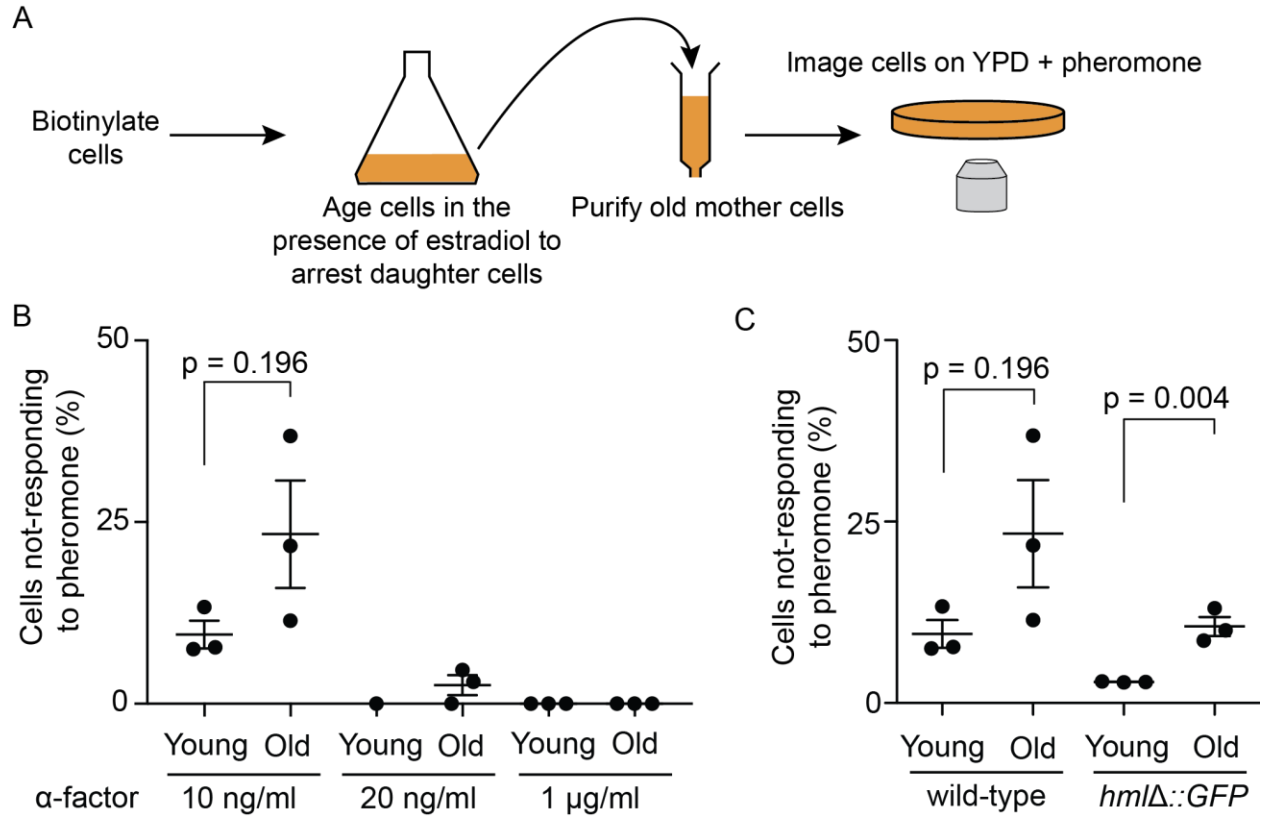 A
Biotinylate
cells
Age cells in the
presence of estradiol to
arrest daughter cells
Purify old mother cells
Image cells on YPD + pheromone
B
Cells not-responding
to pheromone (%)
50
25
0
p = 0.196
Young Old Young Old Young Old
α-factor 10 ng/ml 20 ng/ml 1 µg/ml
C
Cells not-responding
to pheromone (%)
50
25
0
p = 0.196
p = 0.004
Young Old Young Old
wild-type hmlΔ::GFP